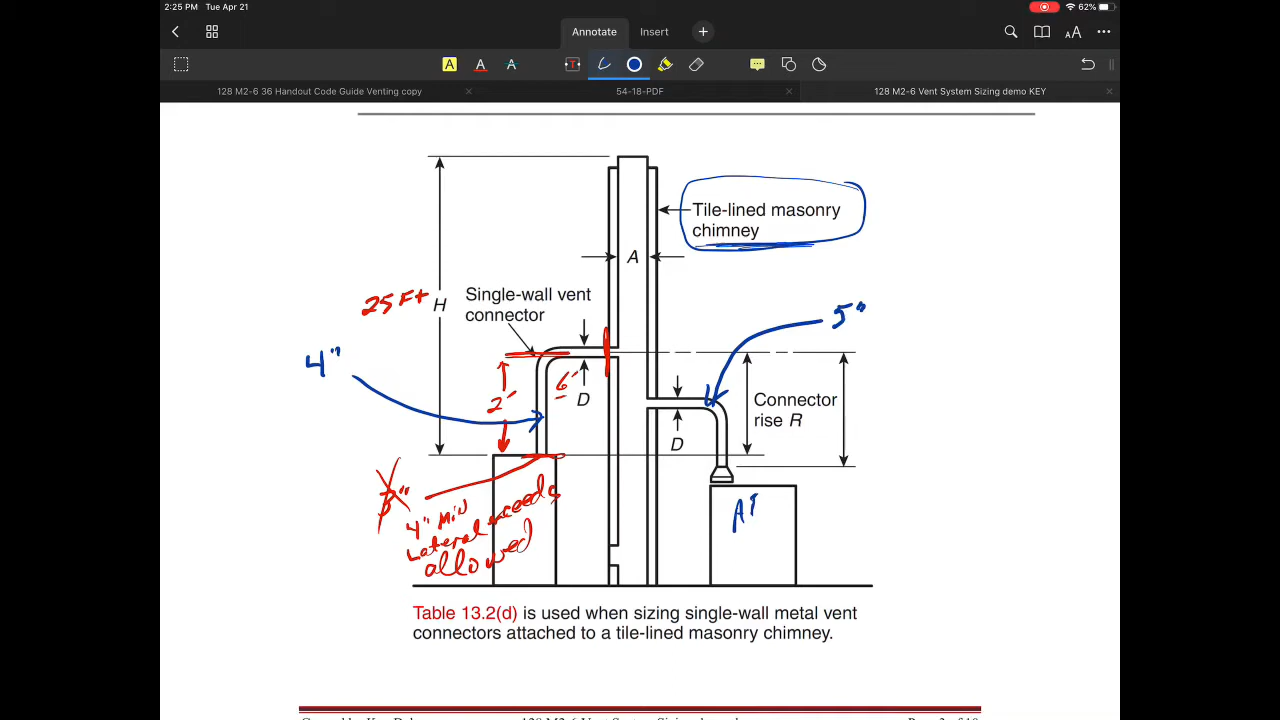 2:25 PM Tue Apr 21
62%
Annotate
Insert
128 M2-6 36 Handout Code Guide Venting copy
54-18-PDF
128 M2-6 Vent System Sizing demo KEY
Tile-lined masonry
chimney
A
25 Ft H
Single-wall vent
connector
5"
4"
6'
D
2'
Connector
rise R
D
3"
4" Min
Lateral exceeds
allowed
Table 13.2(d) is used when sizing single-wall metal vent
connectors attached to a tile-lined masonry chimney.